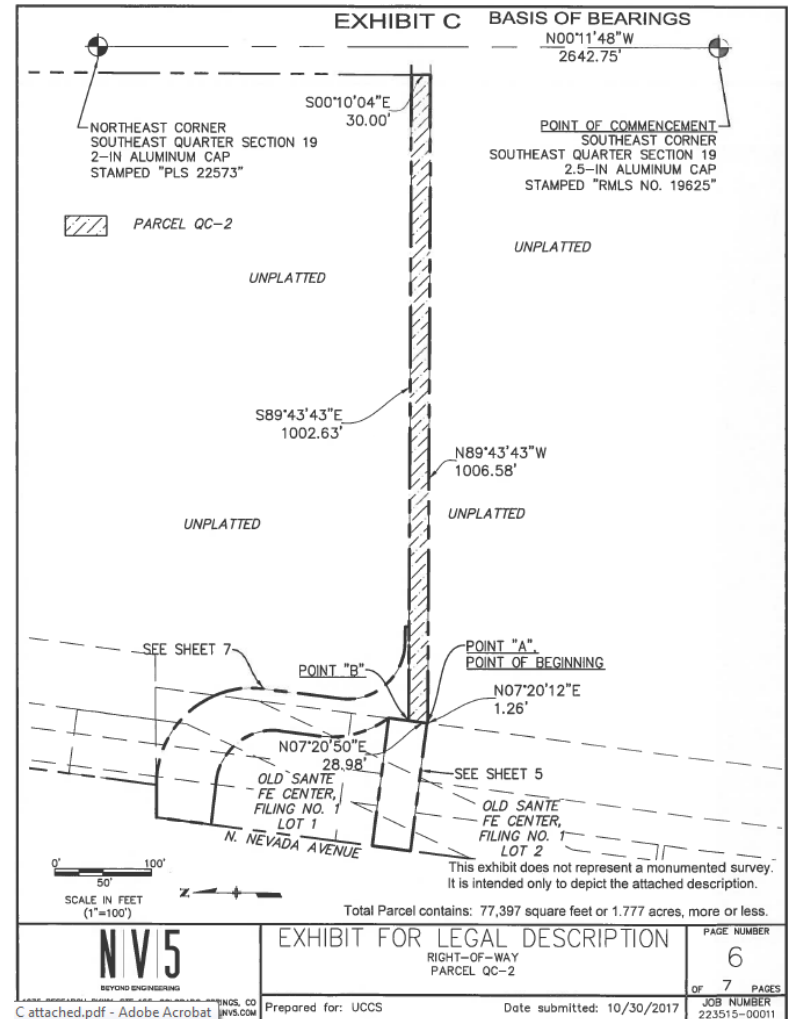 EXHIBIT C
BASIS OF BEARINGS
N00°11'48"W
2642.75'
S00°10'04"E
30.00'
NORTHEAST CORNER
SOUTHEAST QUARTER SECTION 19
2-IN ALUMINUM CAP
STAMPED "PLS 22573"
POINT OF COMMENCEMENT
SOUTHEAST CORNER
SOUTHEAST QUARTER SECTION 19
2.5-IN ALUMINUM CAP
STAMPED "RMLS NO. 19625"
PARCEL QC-2
UNPLATTED
UNPLATTED
S89°43'43"E
1002.63'
N89°43'43"W
1006.58'
UNPLATTED
UNPLATTED
SEE SHEET 7
POINT "B"
POINT "A",
POINT OF BEGINNING
N07°20'12"E
1.26'
N07°20'50"E
28.98'
SEE SHEET 5
OLD SANTE
FE CENTER,
FILING NO. 1
LOT 1
OLD SANTE
FE CENTER,
FILING NO. 1
LOT 2
N. NEVADA AVENUE
0' 100'
50'
SCALE IN FEET
(1"=100')
Z
This exhibit does not represent a monumented survey.
It is intended only to depict the attached description.
Total Parcel contains: 77,397 square feet or 1.777 acres, more or less.
N|V|5
BEYOND ENGINEERING
EXHIBIT FOR LEGAL DESCRIPTION
RIGHT-OF-WAY
PARCEL QC-2
PAGE NUMBER
6
OF 7 PAGES
C attached.pdf - Adobe Acrobat
Prepared for: UCCS
Date submitted: 10/30/2017
JOB NUMBER
223515-00011